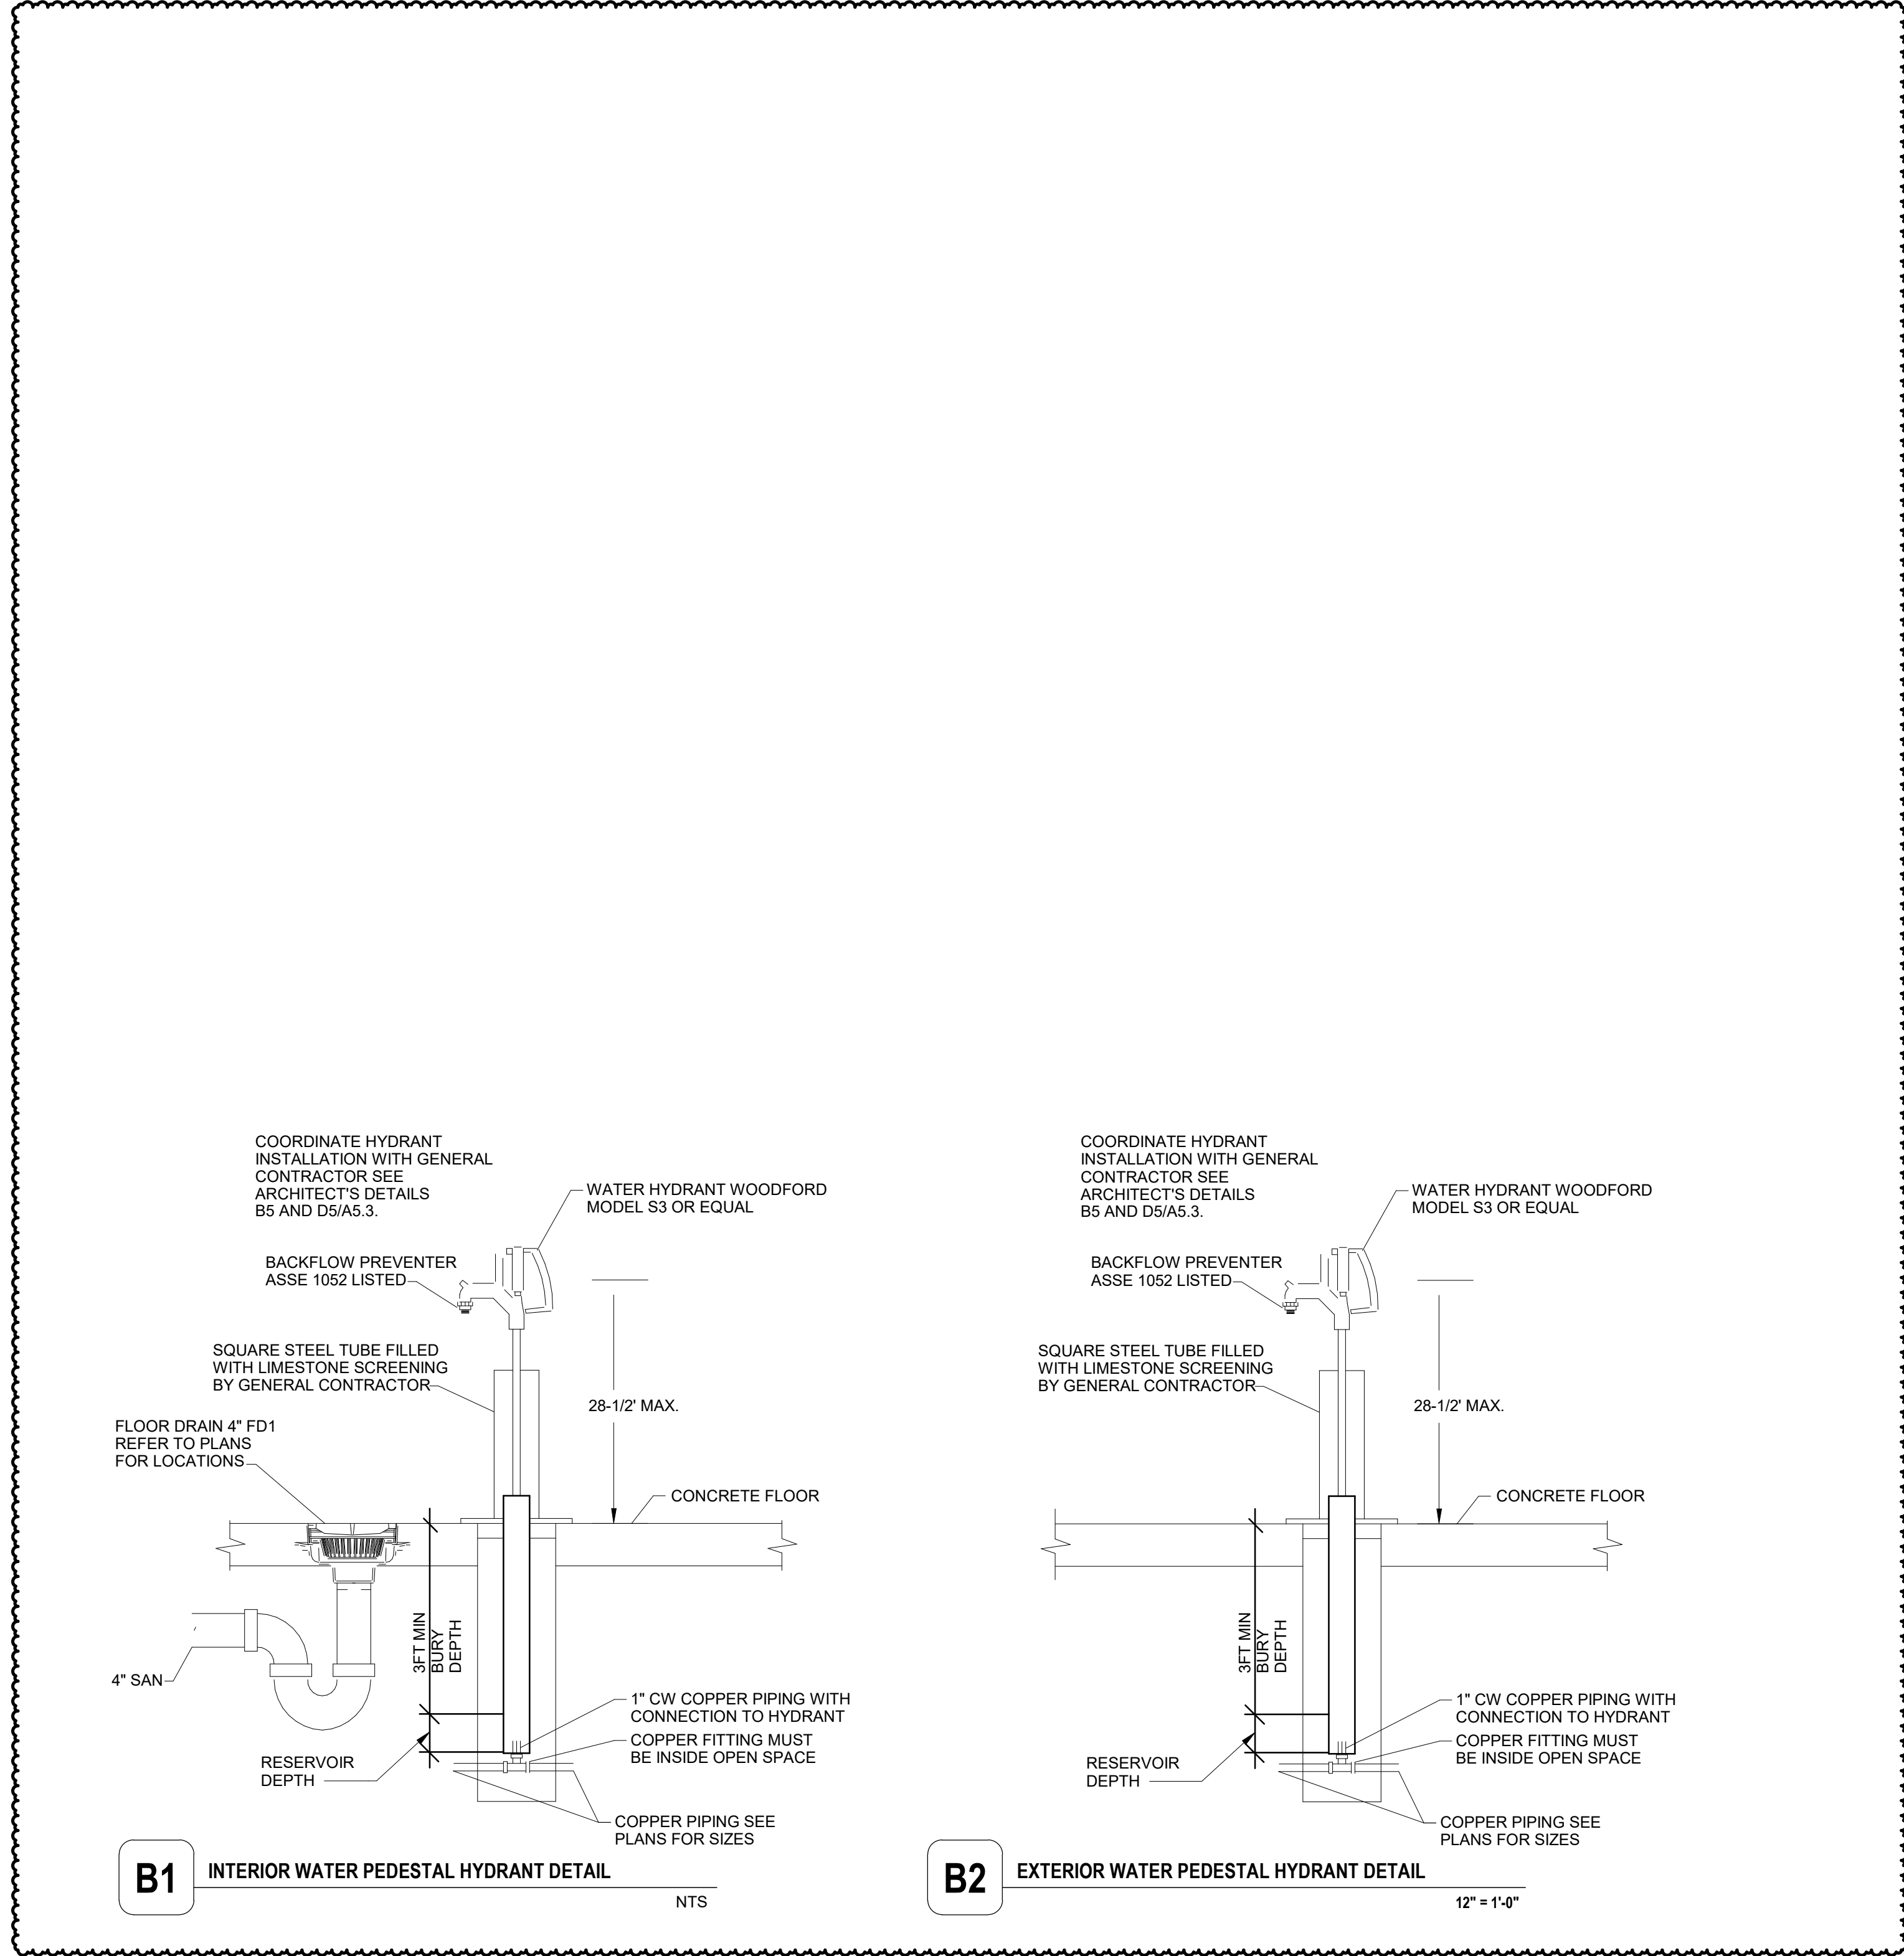 COORDINATE HYDRANT
INSTALLATION WITH GENERAL
CONTRACTOR SEE
ARCHITECT'S DETAILS
B5 AND D5/A5.3.
WATER HYDRANT WOODFORD
MODEL S3 OR EQUAL
BACKFLOW PREVENTER
ASSE 1052 LISTED
SQUARE STEEL TUBE FILLED
WITH LIMESTONE SCREENING
BY GENERAL CONTRACTOR
28-1/2' MAX.
FLOOR DRAIN 4" FD1
REFER TO PLANS
FOR LOCATIONS
CONCRETE FLOOR
3FT MIN
BURY
DEPTH
4" SAN
1" CW COPPER PIPING WITH
CONNECTION TO HYDRANT
COPPER FITTING MUST
BE INSIDE OPEN SPACE
RESERVOIR
DEPTH
COPPER PIPING SEE
PLANS FOR SIZES
B1
INTERIOR WATER PEDESTAL HYDRANT DETAIL
NTS
COORDINATE HYDRANT
INSTALLATION WITH GENERAL
CONTRACTOR SEE
ARCHITECT'S DETAILS
B5 AND D5/A5.3.
WATER HYDRANT WOODFORD
MODEL S3 OR EQUAL
BACKFLOW PREVENTER
ASSE 1052 LISTED
SQUARE STEEL TUBE FILLED
WITH LIMESTONE SCREENING
BY GENERAL CONTRACTOR
28-1/2' MAX.
CONCRETE FLOOR
3FT MIN
BURY
DEPTH
1" CW COPPER PIPING WITH
CONNECTION TO HYDRANT
COPPER FITTING MUST
BE INSIDE OPEN SPACE
RESERVOIR
DEPTH
COPPER PIPING SEE
PLANS FOR SIZES
B2
EXTERIOR WATER PEDESTAL HYDRANT DETAIL
12" = 1'-0"